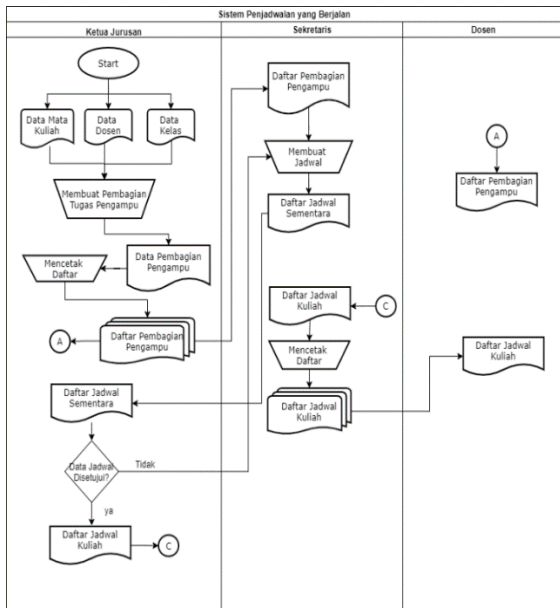 Sistem Penjadwalan yang Berjalan
Ketua Jurusan
Sekretaris
Dosen
Start
Data Mata
Kuliah
Data
Dosen
Data
Kelas
Membuat Pembagian
Tugas Pengampu
Data Pembagian
Pengampu
Mencetak
Daftar
Daftar Pembagian
Pengampu
A
Daftar Jadwal
Sementara
Data Jadwal
Disetujui?
Tidak
ya
Daftar Jadwal
Kuliah
C
Daftar Pembagian
Pengampu
Membuat
Jadwal
Daftar Jadwal
Sementara
Daftar Jadwal
Kuliah
C
Mencetak
Daftar
Daftar Jadwal
Kuliah
A
Daftar Pembagian
Pengampu
Daftar Jadwal
Kuliah